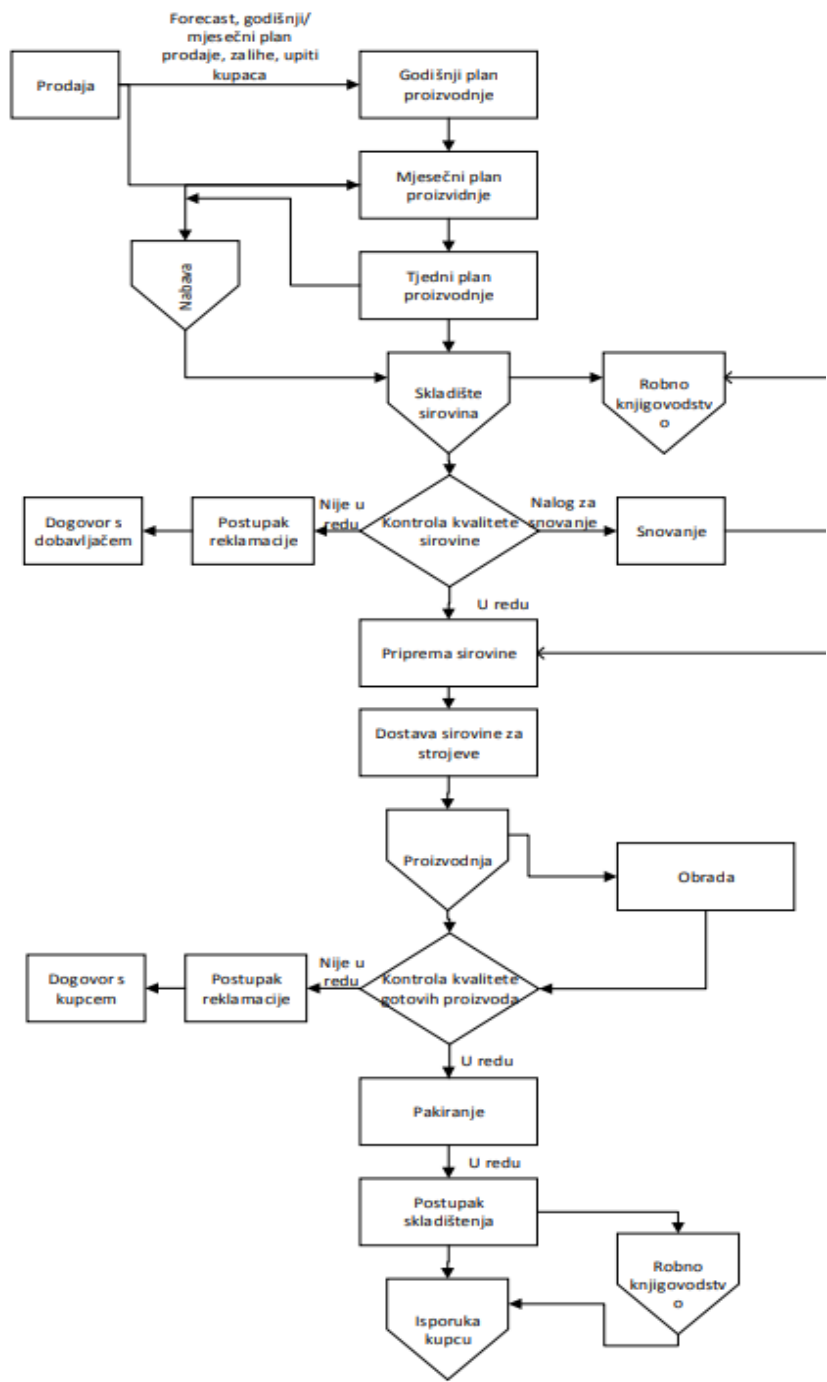 Forecast, godišnji/
mjesečni plan
prodaje, zalihe, upiti
kupaca
Prodaja
Godišnji plan
proizvodnje
Mjesečni plan
proizvidnje
Nabava
Tjedni plan
proizvodnje
Skladište
sirovina
Robno
knjigovodstv
o
Dogovor s
dobavljačem
Postupak
reklamacije
Nije u
redu
Kontrola kvalitete
sirovine
Nalog za
snovanje
Snovanje
U redu
Priprema sirovine
Dostava sirovine za
strojeve
Proizvodnja
Obrada
Dogovor s
kupcem
Postupak
reklamacije
Nije u
redu
Kontrola kvalitete
gotovih proizvoda
U redu
Pakiranje
U redu
Postupak
skladištenja
Robno
knjigovodstv
o
Isporuka
kupcu